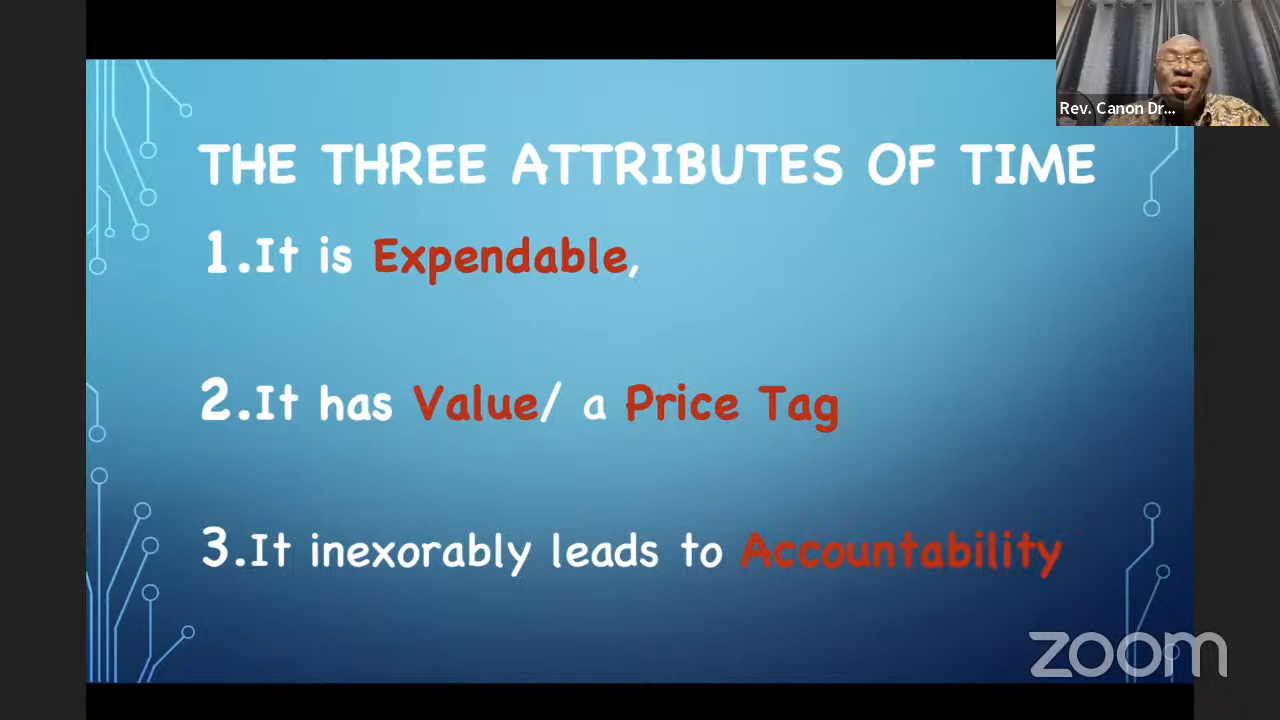 Rev. Canon Dr...
THE THREE ATTRIBUTES OF TIME
1.It is Expendable,
2.It has Value/ a Price Tag
3.It inexorably leads to Accountability
zoom